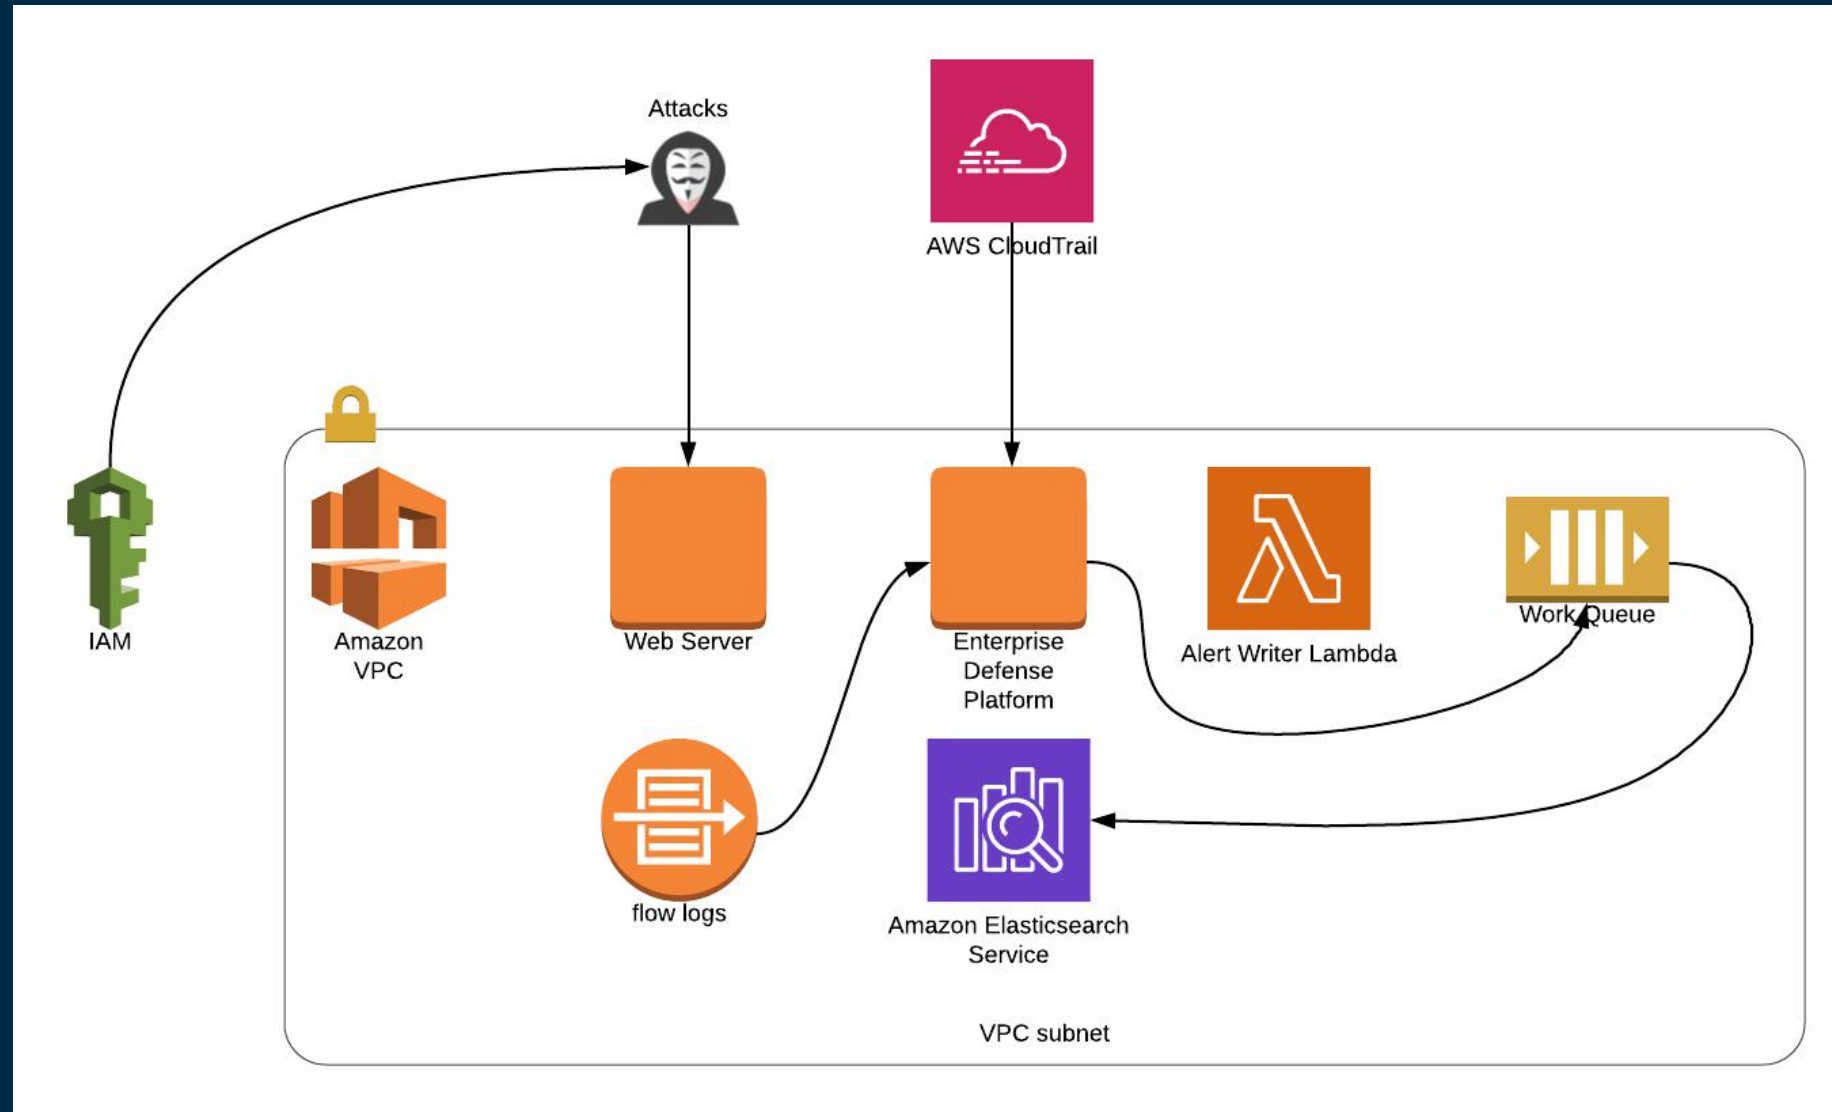 Attacks
AWS CloudTrail
IAM
Amazon
VPC
Web Server
Enterprise
Defense
Platform
Alert Writer Lambda
Work Queue
flow logs
Amazon Elasticsearch
Service
VPC subnet